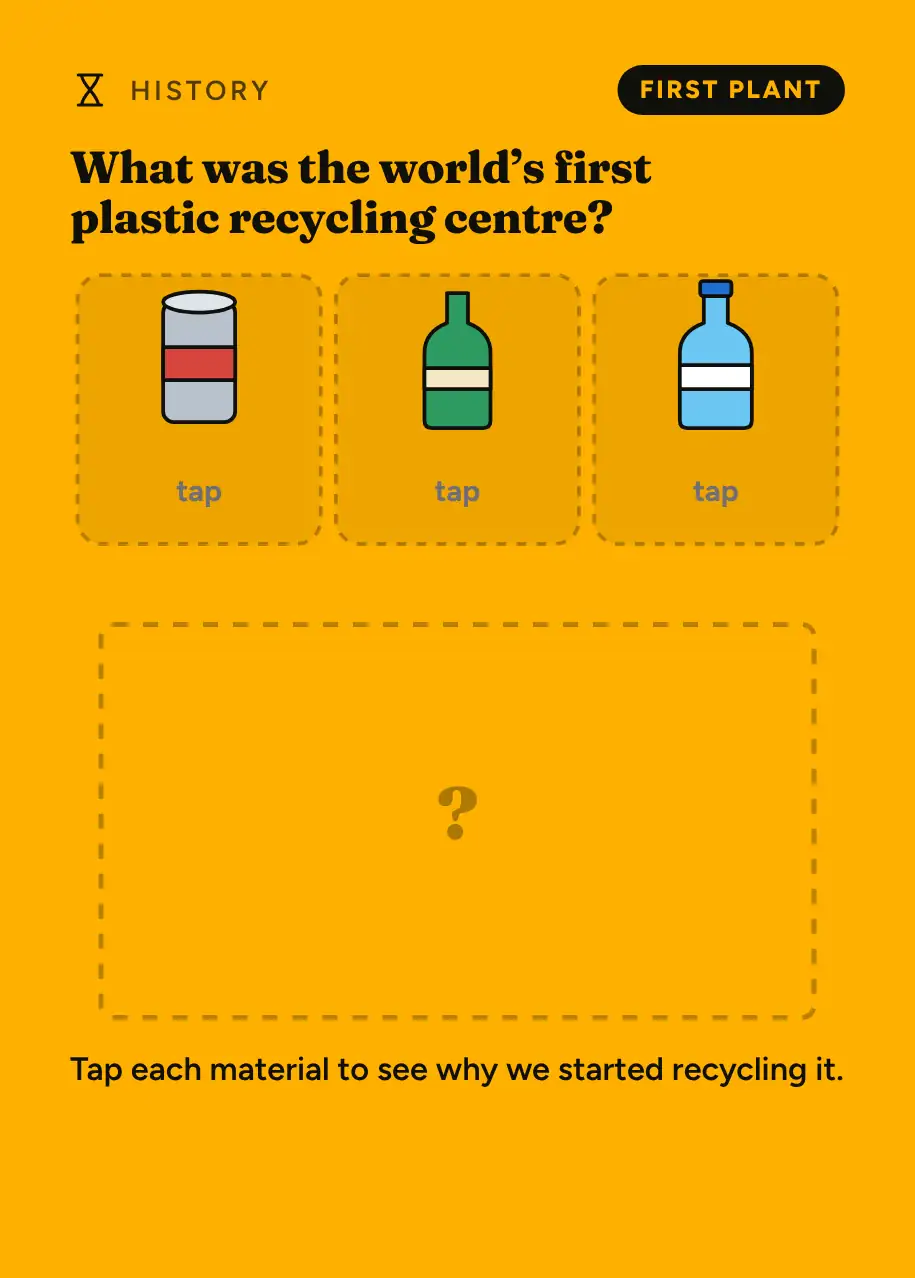 HISTORY
FIRST PLANT
What was the world’s first
plastic recycling centre?
tap
tap
tap
?
Tap each material to see why we started recycling it.